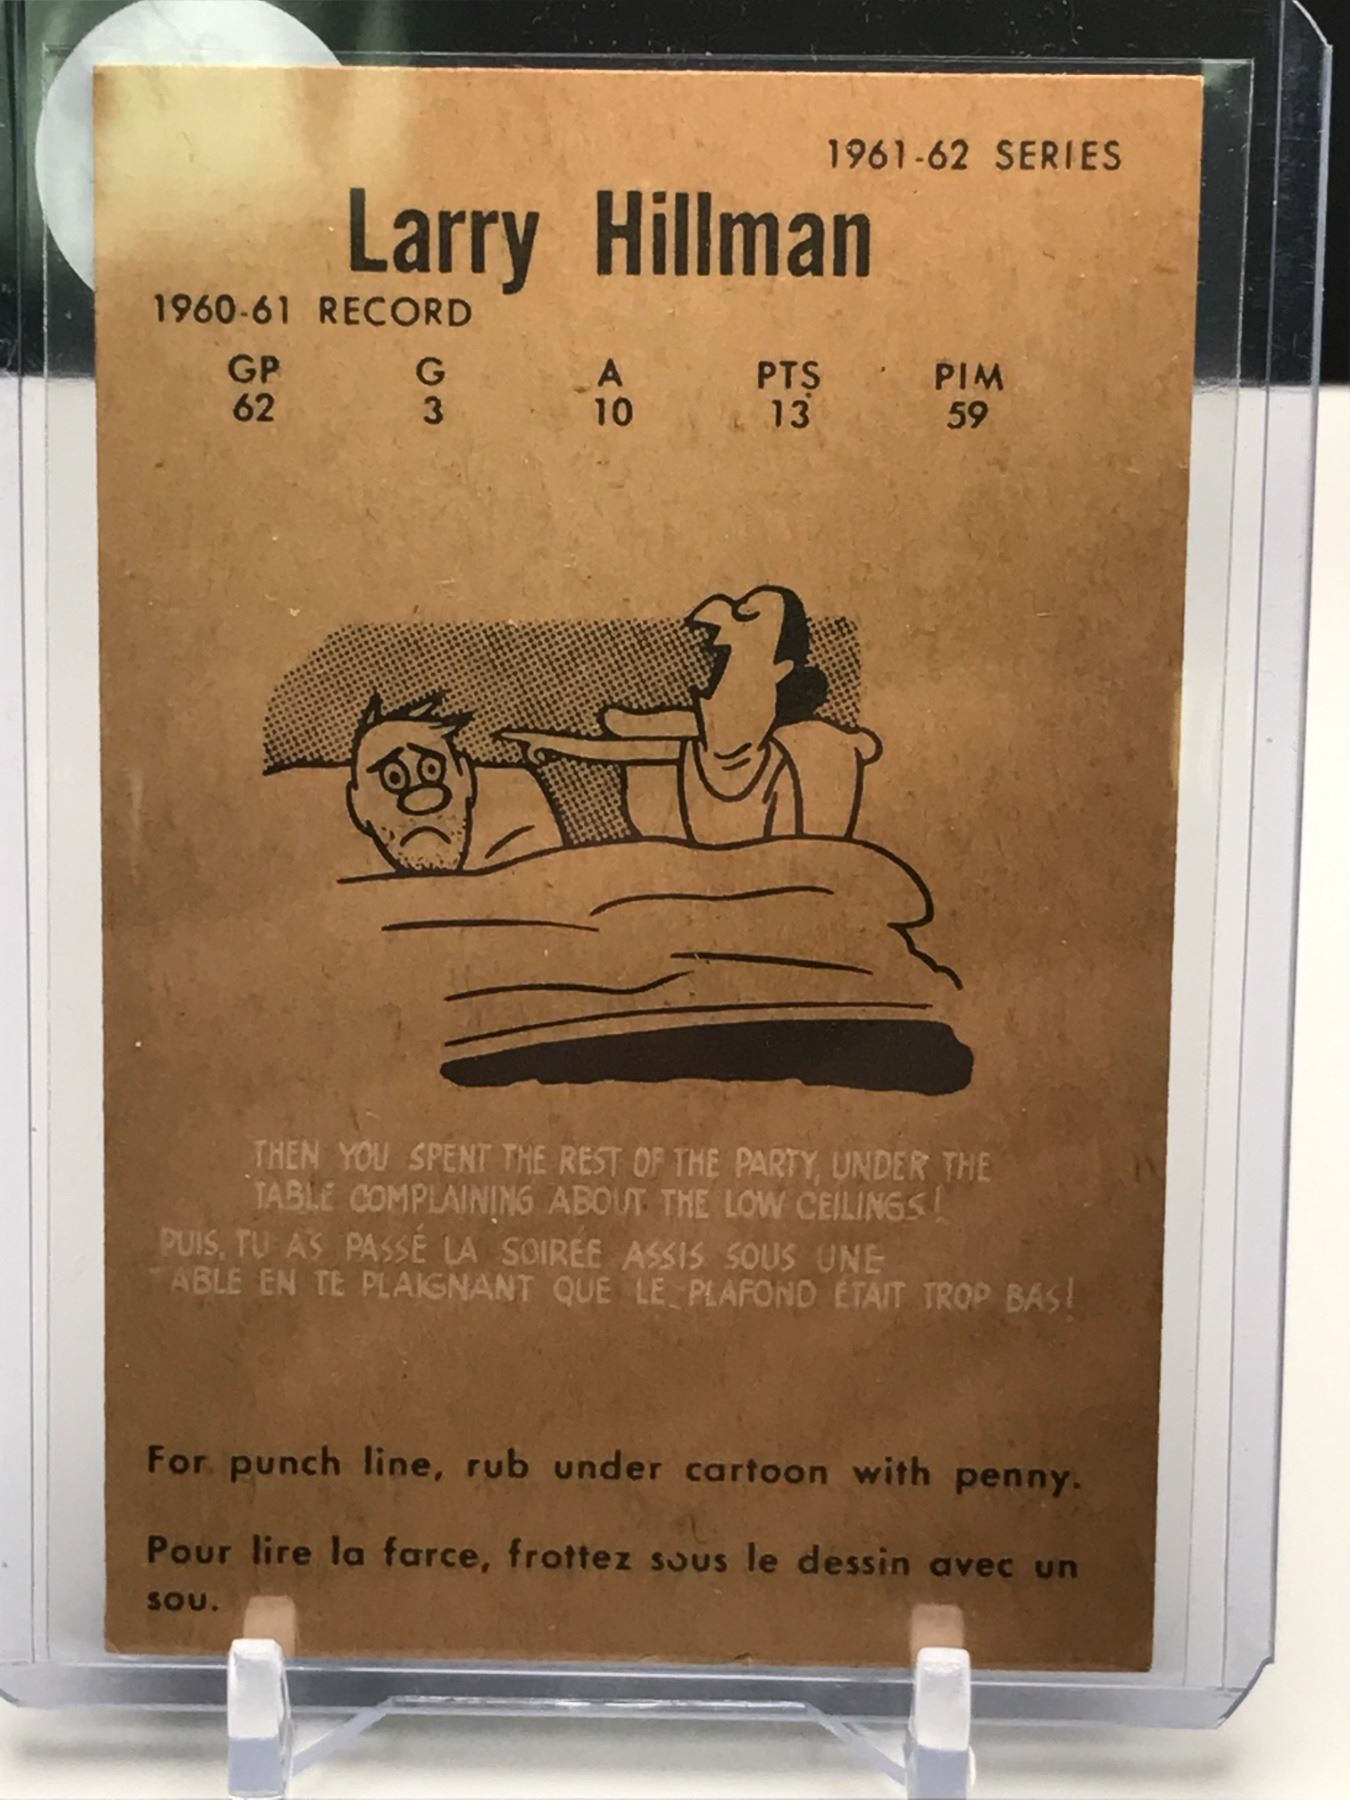 1961-62 SERIES
Larry Hillman
1960-61 RECORD
GP G A PTS PIM
62 3 10 13 59
THEN YOU SPENT THE REST OF THE PARTY, UNDER THE
TABLE COMPLAINING ABOUT THE LOW CEILINGS!
PUIS, TU AS PASSÉ LA SOIRÉE ASSIS SOUS UNE
TABLE EN TE PLAIGNANT QUE LE PLAFOND ÉTAIT TROP BAS!
For punch line, rub under cartoon with penny.
Pour lire la farce, frottez sous le dessin avec un
sou.